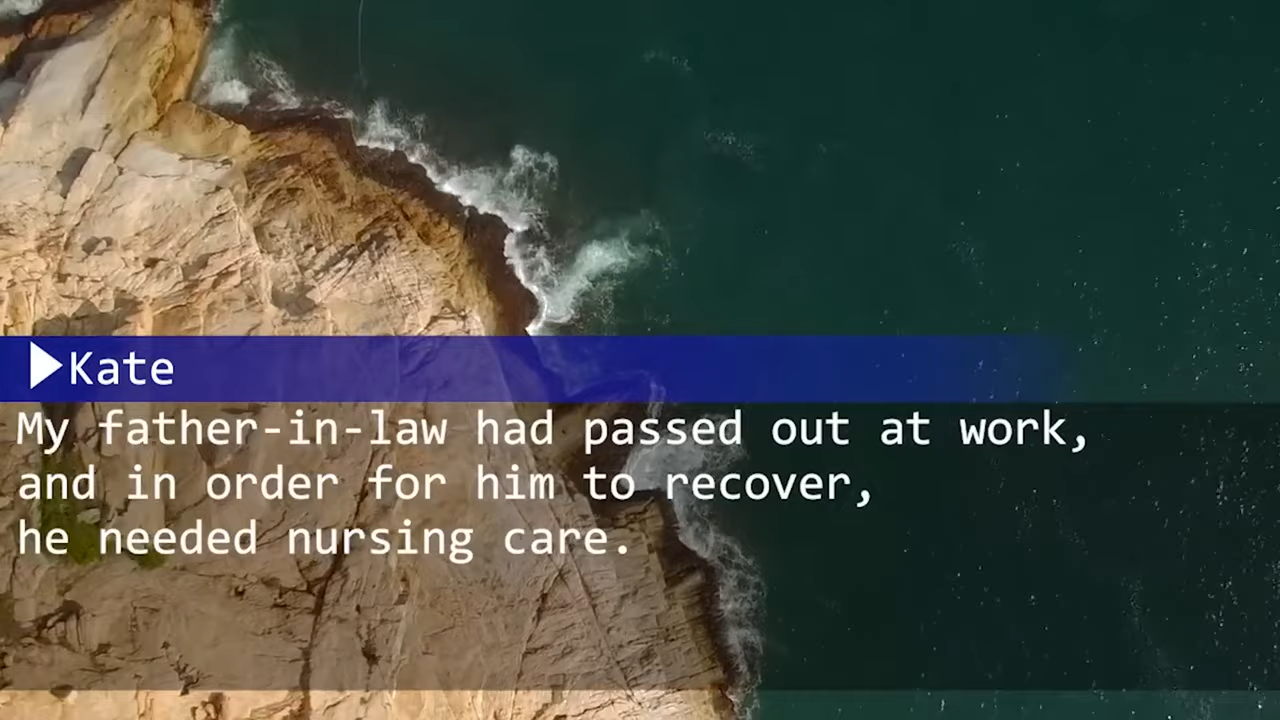 ▶Kate
My father-in-law had passed out at work,
and in order for him to recover,
he needed nursing care.